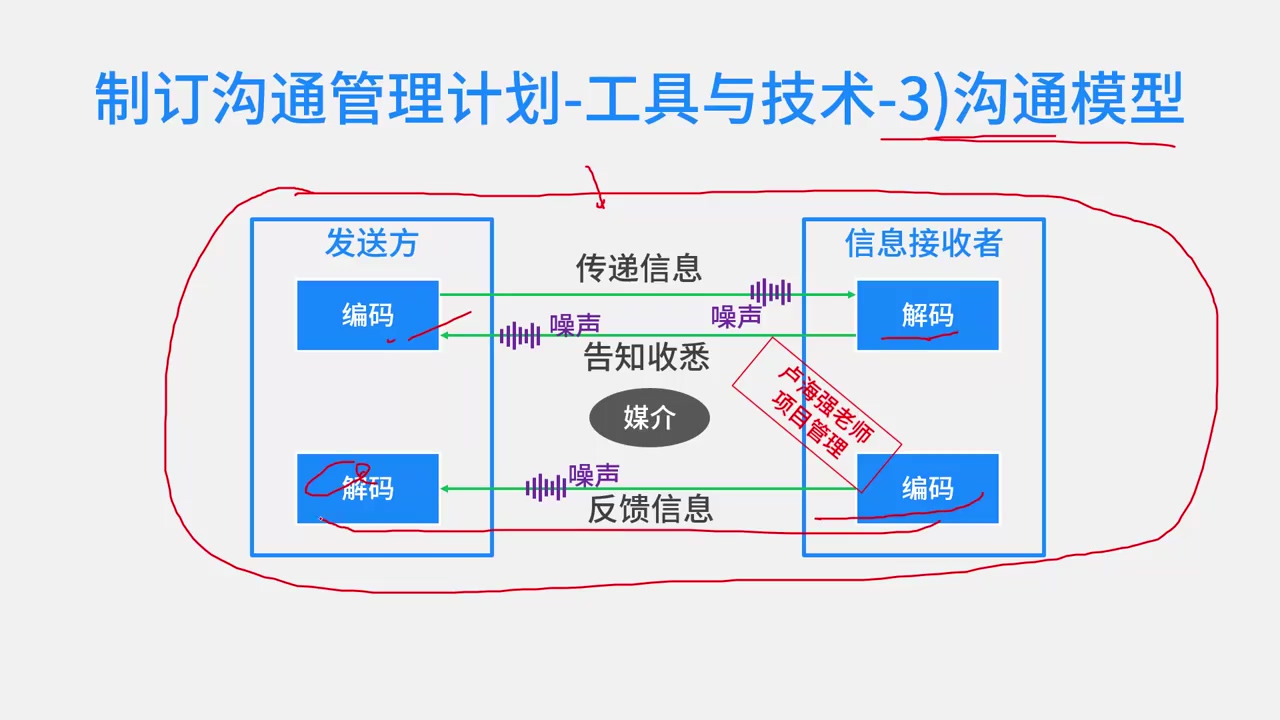 制订沟通管理计划-工具与技术-3)沟通模型
发送方
信息接收者
传递信息
编码
解码
噪声
噪声
告知收悉
媒介
卢海强老师
项目管理
解码
噪声
编码
反馈信息